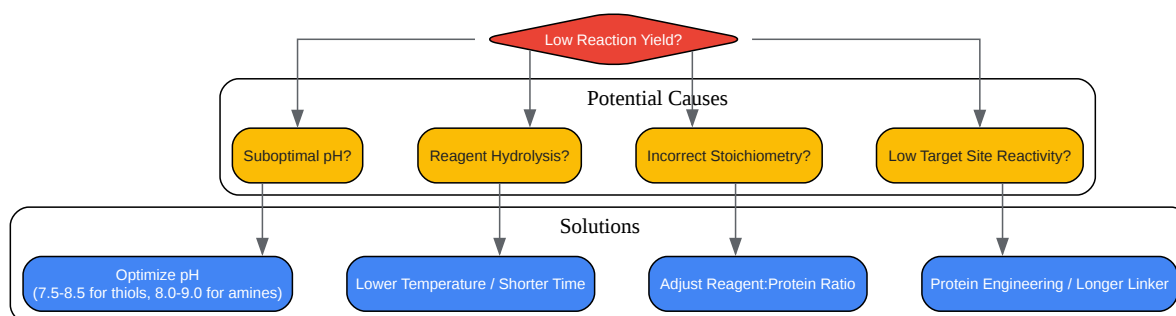 Low Reaction Yield?
Potential Causes
Suboptimal pH?
Reagent Hydrolysis?
Incorrect Stoichiometry?
Low Target Site Reactivity?
Solutions
Optimize pH
(7.5-8.5 for thiols, 8.0-9.0 for amines)
Lower Temperature / Shorter Time
Adjust Reagent:Protein Ratio
Protein Engineering / Longer Linker